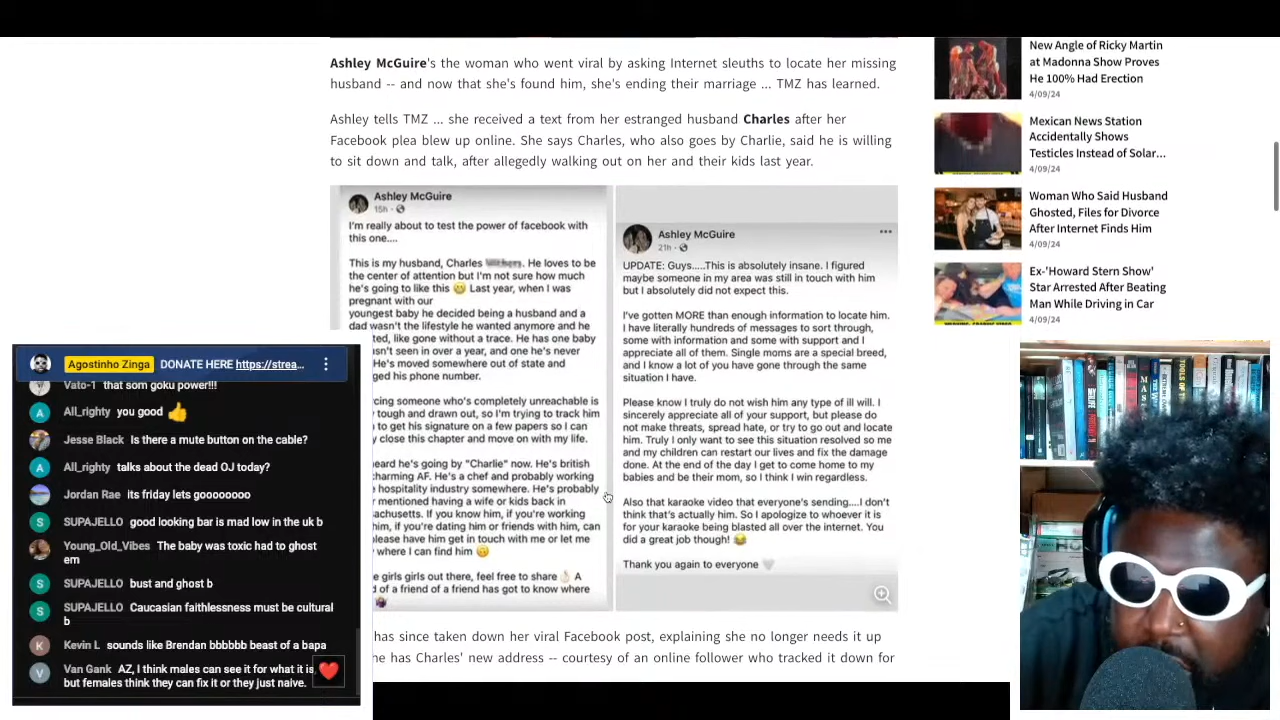 Ashley McGuire's the woman who went viral by asking Internet sleuths to locate her missing
husband -- and now that she's found him, she's ending their marriage ... TMZ has learned.
Ashley tells TMZ ... she received a text from her estranged husband Charles after her
Facebook plea blew up online. She says Charles, who also goes by Charlie, said he is willing
to sit down and talk, after allegedly walking out on her and their kids last year.
Ashley McGuire
15h
I'm really about to test the power of facebook with
this one....
This is my husband, Charles
He loves to be
the center of attention but I'm not sure how much
he's going to like this 😬 Last year, when I was
pregnant with our
youngest baby he decided being a husband and a
dad wasn't the lifestyle he wanted anymore and he
ted, like gone without a trace. He has one baby
sn't seen in over a year, and one he's never
He's moved somewhere out of state and
ged his phone number.
cing someone who's completely unreachable is
tough and drawn out, so I'm trying to track him
to get his signature on a few papers so I can
y close this chapter and move on with my life.
eard he's going by "Charlie" now. He's british
harming AF. He's a chef and probably working
hospitality industry somewhere. He's probably
mentioned having a wife or kids back in
sachusetts. If you know him, if you're working
him, if you're dating him or friends with him, can
lease have him get in touch with me or let me
where I can find him 😋
e girls girls out there, feel free to share 👌🏻 A
d of a friend of a friend has got to know where
Ashley McGuire
21h
UPDATE: Guys.....This is absolutely insane. I figured
maybe someone in my area was still in touch with him
but I absolutely did not expect this.
I've gotten MORE than enough information to locate him.
I have literally hundreds of messages to sort through,
some with information and some with support and I
appreciate all of them. Single moms are a special breed,
and I know a lot of you have gone through the same
situation I have.
Please know I truly do not wish him any type of ill will. I
sincerely appreciate all of your support, but please do
not make threats, spread hate, or try to go out and locate
him. Truly I only want to see this situation resolved so me
and my children can restart our lives and fix the damage
done. At the end of the day I get to come home to my
babies and be their mom, so I think I win regardless.
Also that karaoke video that everyone's sending....I don't
think that's actually him. So I apologize to whoever it is
for your karaoke being blasted all over the internet. You
did a great job though! 😂
Thank you again to everyone 🤍
has since taken down her viral Facebook post, explaining she no longer needs it up
he has Charles' new address -- courtesy of an online follower who tracked it down for
New Angle of Ricky Martin
at Madonna Show Proves
He 100% Had Erection
4/09/24
Mexican News Station
Accidentally Shows
Testicles Instead of Solar...
4/09/24
Woman Who Said Husband
Ghosted, Files for Divorce
After Internet Finds Him
4/09/24
Ex-'Howard Stern Show'
Star Arrested After Beating
Man While Driving in Car
4/09/24
Agostinho Zinga DONATE HERE https://strea...
Vato-1 that som goku power!!!
All_righty you good 👍
Jesse Black Is there a mute button on the cable?
All_righty talks about the dead OJ today?
Jordan Rae its friday lets goooooooo
SUPAJELLO good looking bar is mad low in the uk b
Young_Old_Vibes The baby was toxic had to ghost
em
SUPAJELLO bust and ghost b
SUPAJELLO Caucasian faithlessness must be cultural
b
Kevin L sounds like Brendan bbbbbb beast of a bapa
Van Gank AZ, I think males can see it for what it is,
but females think they can fix it or they just naive.